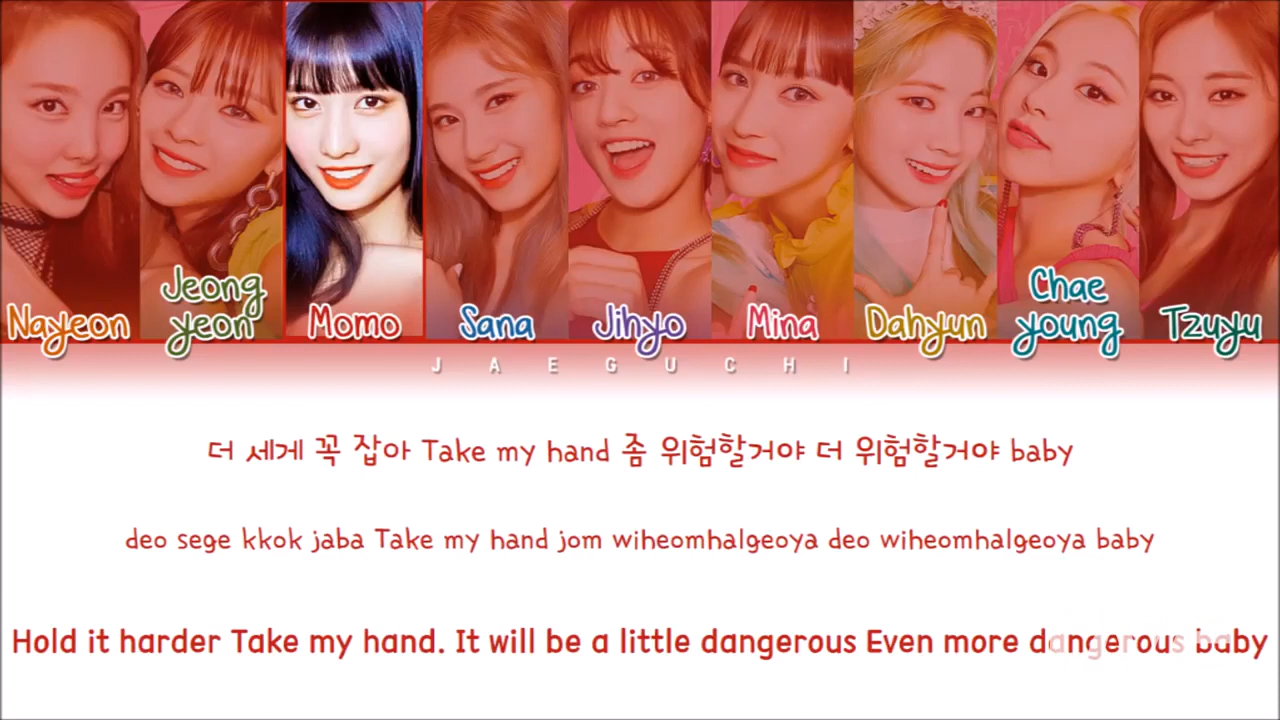 Nayeon Jeong yeon Momo Sana Jihyo Mina Dahyun Chae young Tzuyu
JAEGUCHI
더 세게 꼭 잡아 Take my hand 좀 위험할거야 더 위험할거야 baby
deo sege kkok jaba Take my hand jom wiheomhalgeoya deo wiheomhalgeoya baby
Hold it harder Take my hand. It will be a little dangerous Even more dangerous baby